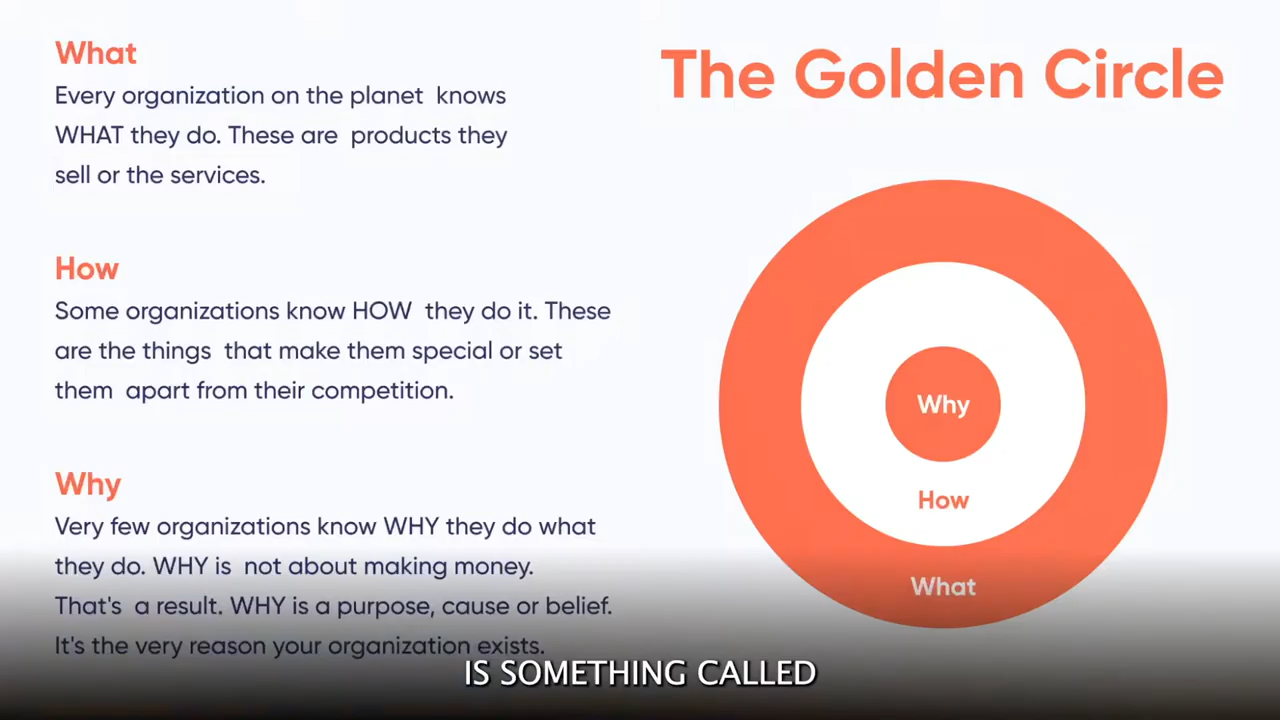 What
Every organization on the planet knows
WHAT they do. These are products they
sell or the services.
How
Some organizations know HOW they do it. These
are the things that make them special or set
them apart from their competition.
Why
Very few organizations know WHY they do what
they do. WHY is not about making money.
That's a result. WHY is a purpose, cause or belief.
It's the very reason your organization exists.
The Golden Circle
Why
How
What
IS SOMETHING CALLED